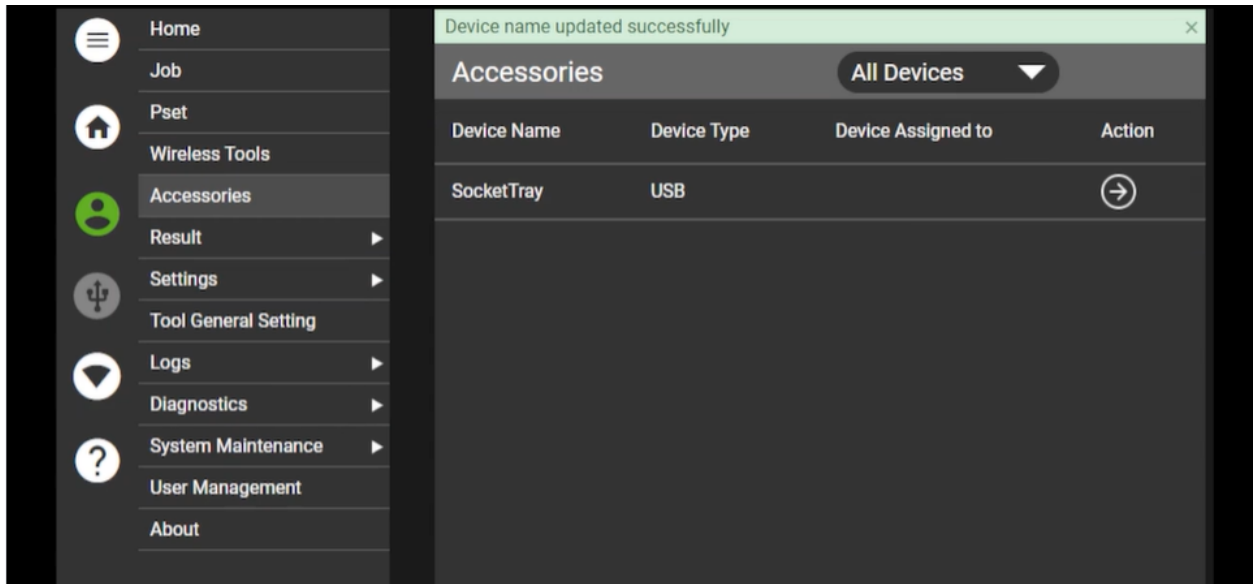 Home
Job
Pset
Wireless Tools
Accessories
Result
Settings
Tool General Setting
Logs
Diagnostics
System Maintenance
User Management
About
Device name updated successfully ×
Accessories All Devices
Device Name Device Type Device Assigned to Action
SocketTray USB
?